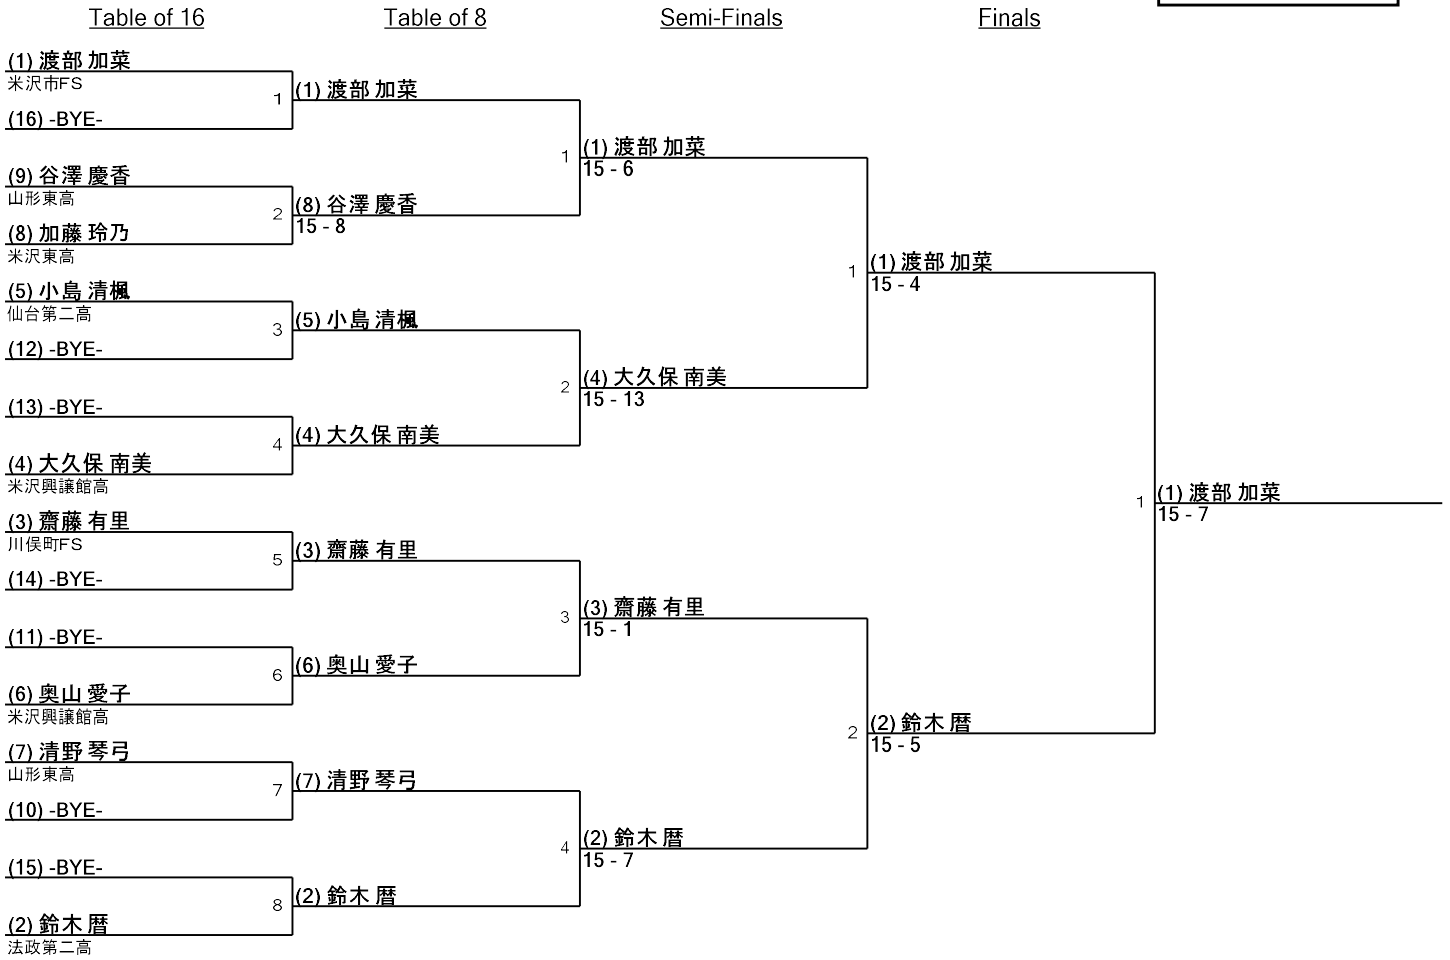 Table of 16
Table of 8
Semi-Finals
Finals
(1) 渡部 加菜
米沢市FS
1
(16) -BYE-
(9) 谷澤 慶香
山形東高
2
(8) 加藤 玲乃
米沢東高
(5) 小島 清楓
仙台第二高
3
(12) -BYE-
(13) -BYE-
4
(4) 大久保 南美
米沢興譲館高
(3) 齋藤 有里
川俣町FS
5
(14) -BYE-
(11) -BYE-
6
(6) 奥山 愛子
米沢興譲館高
(7) 清野 琴弓
山形東高
7
(10) -BYE-
(15) -BYE-
8
(2) 鈴木 暦
法政第二高
(1) 渡部 加菜
1
(8) 谷澤 慶香
15 - 8
(5) 小島 清楓
2
(4) 大久保 南美
(3) 齋藤 有里
3
(6) 奥山 愛子
(7) 清野 琴弓
4
(2) 鈴木 暦
(1) 渡部 加菜
15 - 6
1
(4) 大久保 南美
15 - 13
(3) 齋藤 有里
15 - 1
2
(2) 鈴木 暦
15 - 7
(1) 渡部 加菜
15 - 4
1
(2) 鈴木 暦
15 - 5
(1) 渡部 加菜
15 - 7